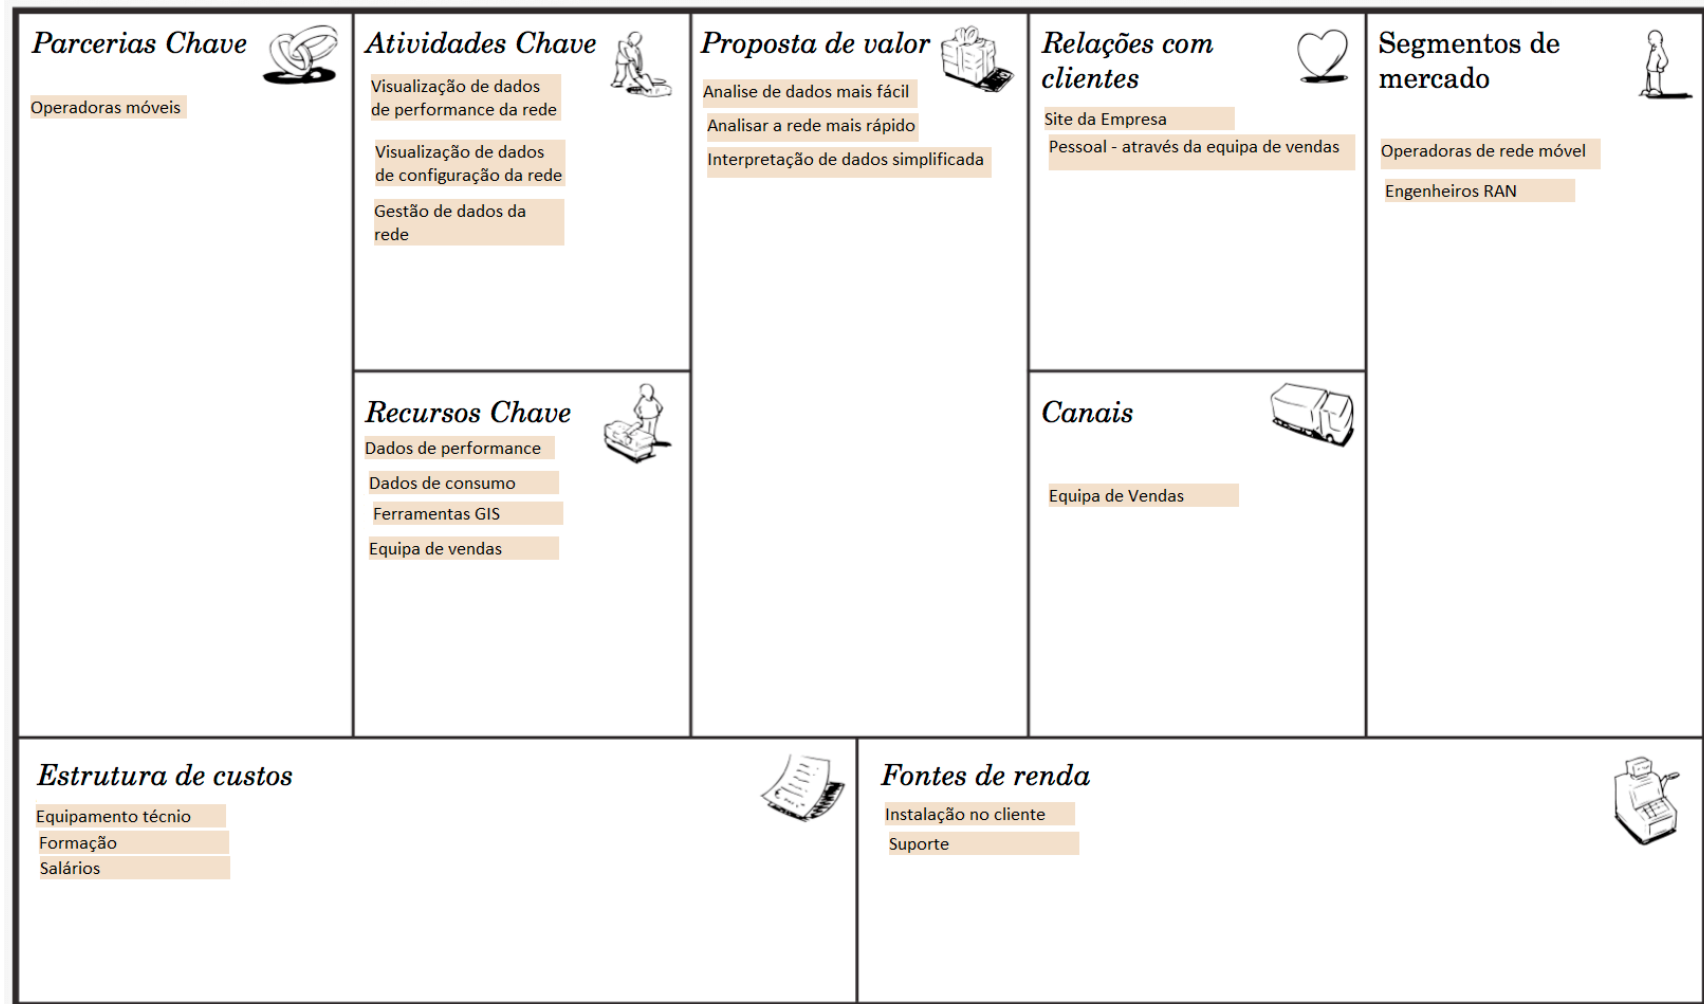 Parcerias Chave
Operadoras móveis
Atividades Chave
Visualização de dados
de performance da rede
Visualização de dados
de configuração da rede
Gestão de dados da
rede
Recursos Chave
Dados de performance
Dados de consumo
Ferramentas GIS
Equipa de vendas
Proposta de valor
Analise de dados mais fácil
Analisar a rede mais rápido
Interpretação de dados simplificada
Relações com
clientes
Site da Empresa
Pessoal - através da equipa de vendas
Canais
Equipa de Vendas
Segmentos de
mercado
Operadoras de rede móvel
Engenheiros RAN
Estrutura de custos
Equipamento técnio
Formação
Salários
Fontes de renda
Instalação no cliente
Suporte